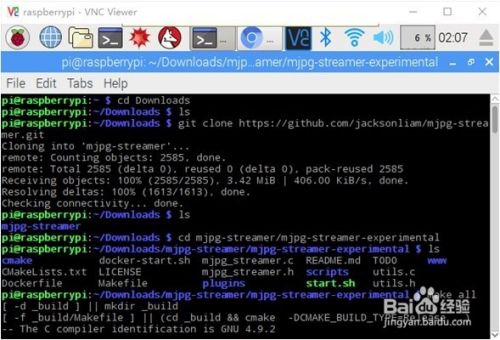 raspberrypi - VNC Viewer
6 % 02:07
pi@raspberrypi: ~/Downloads/mjp...amer/mjpg-streamer-experimental
File Edit Tabs Help
pi@raspberrypi:~ $ cd Downloads
pi@raspberrypi:~/Downloads $ ls
pi@raspberrypi:~/Downloads $ git clone https://github.com/jacksonliam/mjpg-strea
mer.git
Cloning into 'mjpg-streamer'...
remote: Counting objects: 2585, done.
remote: Total 2585 (delta 0), reused 0 (delta 0), pack-reused 2585
Receiving objects: 100% (2585/2585), 3.42 MiB | 406.00 KiB/s, done.
Resolving deltas: 100% (1613/1613), done.
Checking connectivity... done.
pi@raspberrypi:~/Downloads $ ls
mjpg-streamer
pi@raspberrypi:~/Downloads $ cd mjpg-streamer/mjpg-streamer-experimental
pi@raspberrypi:~/Downloads/mjpg-streamer/mjpg-streamer-experimental $ ls
cmake docker-start.sh mjpg_streamer.c README.md TODO www
CMakeLists.txt LICENSE mjpg_streamer.h scripts utils.c
Dockerfile Makefile plugins start.sh utils.h
pi@raspberrypi:~/Downloads/mjpg-streamer/mjpg-streamer-experimental all
[ -d _build ] || mkdir _build
[ -f _build/Makefile ] || (cd _build && cmake -DCMAKE_BUILD_TYPE=Release
-- The C compiler identification is GNU 4.9.2
Baidu 经验
jingyan.baidu.com